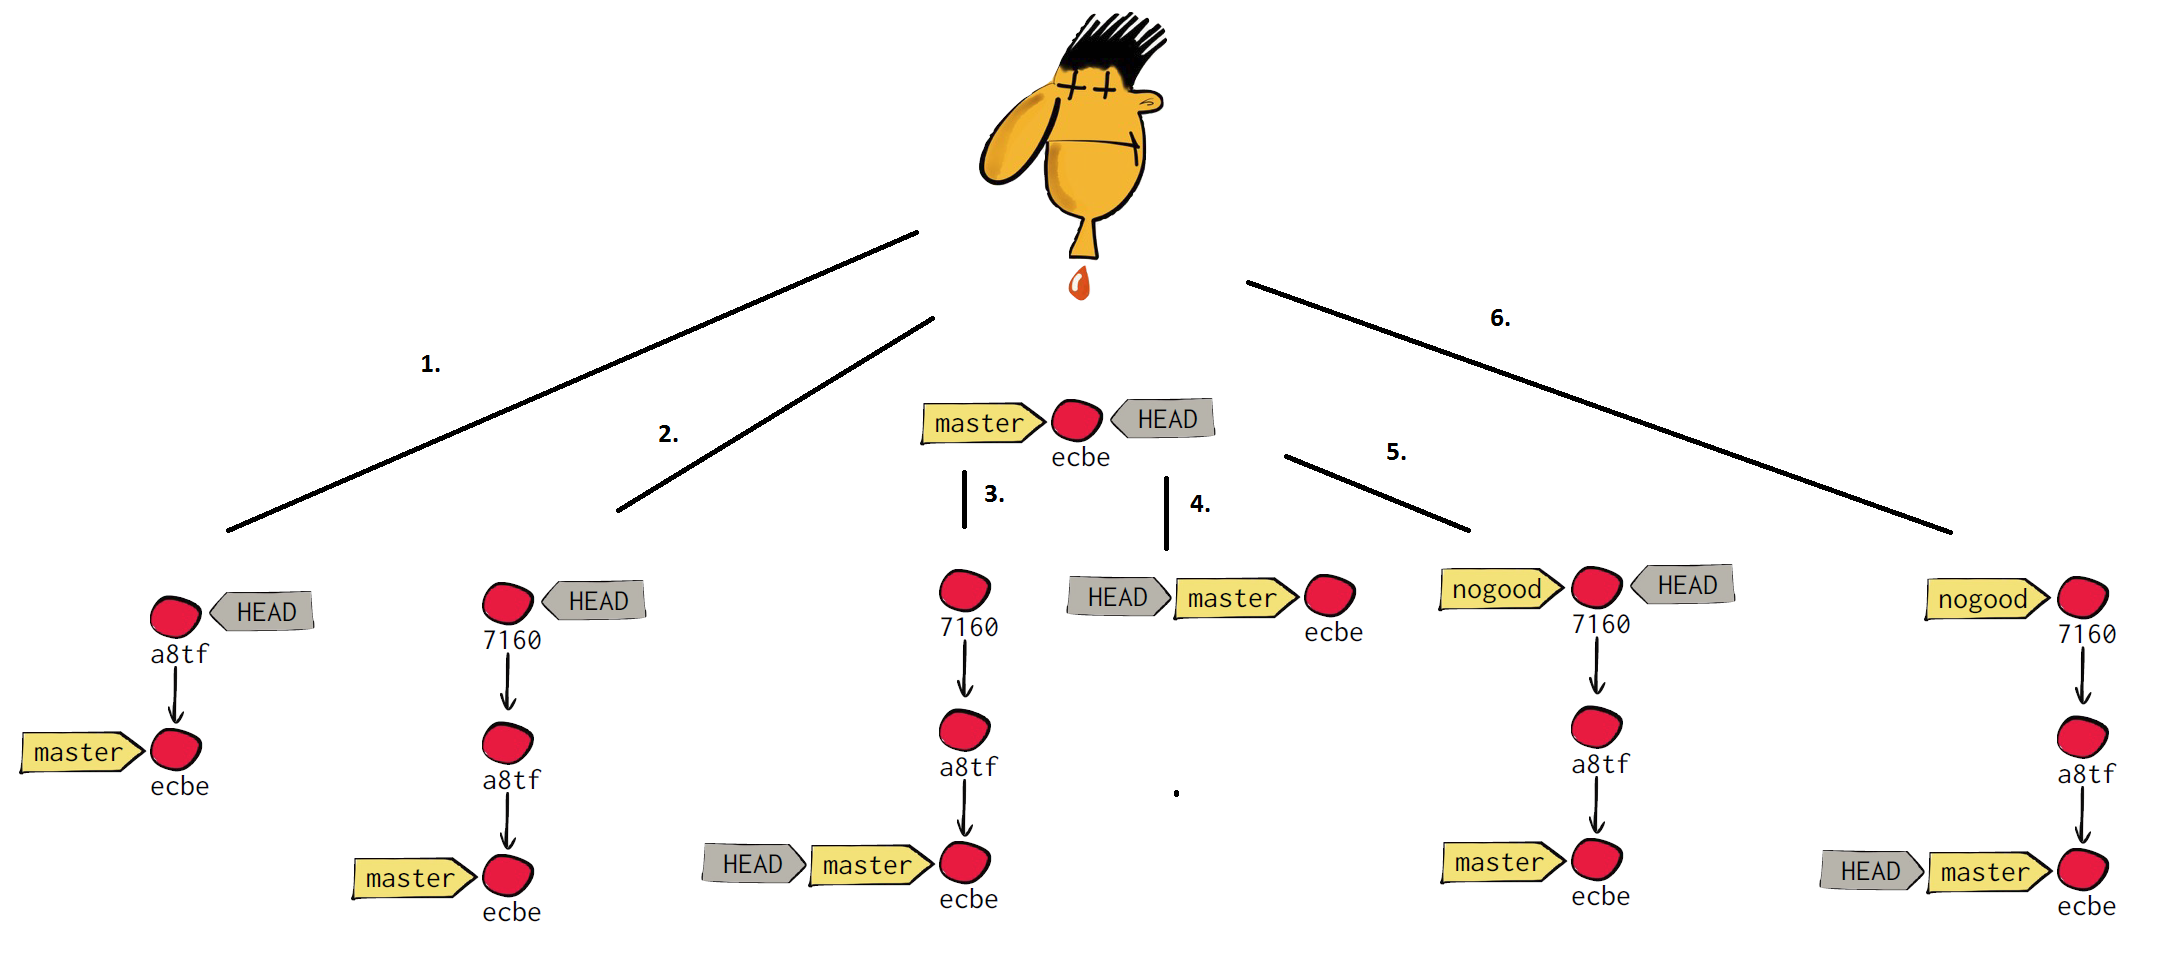 6.
1.
2.
master HEAD
ecbe
5.
3.
4.
HEAD
a8tf
master
ecbe
HEAD
7160
a8tf
master
ecbe
7160
a8tf
HEAD master
ecbe
HEAD master
ecbe
nogood HEAD
7160
a8tf
master
ecbe
nogood
7160
a8tf
HEAD master
ecbe